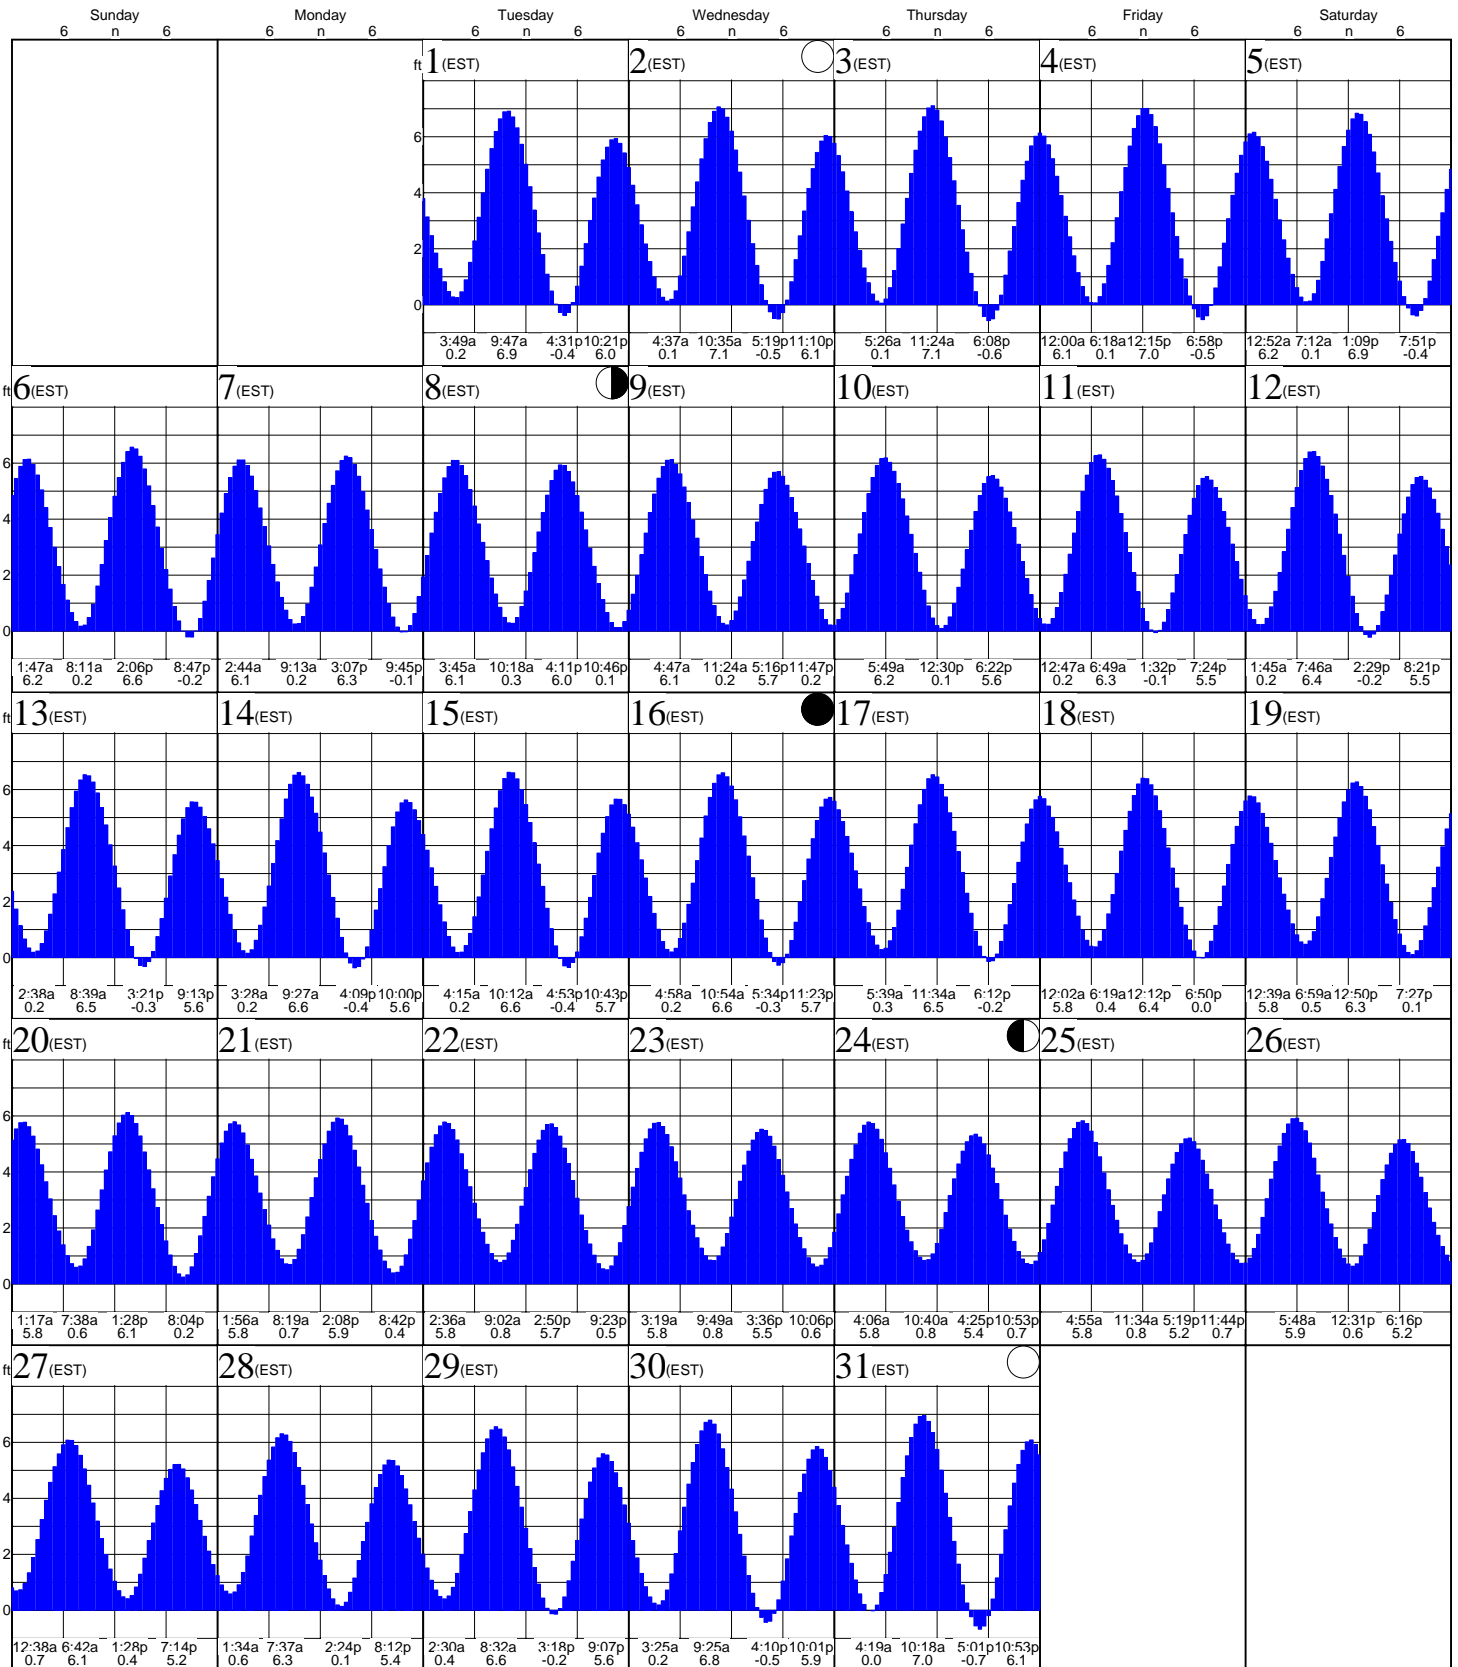 Sunday Monday Tuesday Wednesday Thursday Friday Saturday
6 n 6 6 n 6 6 n 6 6 n 6 6 n 6 6 n 6 6 n 6
ft 1(EST) 2(EST) 3(EST) 4(EST) 5(EST)
6
4
2
0
3:49a 9:47a 4:31p 10:21p 4:37a 10:35a 5:19p 11:10p 5:26a 11:24a 6:08p 12:00a 6:18a 12:15p 6:58p 12:52a 7:12a 1:09p 7:51p
0.2 6.9 -0.4 6.0 0.1 7.1 -0.5 6.1 0.1 7.1 -0.6 6.1 0.1 7.0 -0.5 6.2 0.1 6.9 -0.4
ft 6(EST) 7(EST) 8(EST) 9(EST) 10(EST) 11(EST) 12(EST)
6
4
2
0
1:47a 8:11a 2:06p 8:47p 2:44a 9:13a 3:07p 9:45p 3:45a 10:18a 4:11p 10:46p 4:47a 11:24a 5:16p 11:47p 5:49a 12:30p 6:22p 12:47a 6:49a 1:32p 7:24p 1:45a 7:46a 2:29p 8:21p
6.2 0.2 6.6 -0.2 6.1 0.2 6.3 -0.1 6.1 0.3 6.0 0.1 6.1 0.2 5.7 0.2 6.2 0.1 5.6 0.2 6.3 -0.1 5.5 0.2 6.4 -0.2 5.5
ft 13(EST) 14(EST) 15(EST) 16(EST) 17(EST) 18(EST) 19(EST)
6
4
2
0
2:38a 8:39a 3:21p 9:13p 3:28a 9:27a 4:09p 10:00p 4:15a 10:12a 4:53p 10:43p 4:58a 10:54a 5:34p 11:23p 5:39a 11:34a 6:12p 12:02a 6:19a 12:12p 6:50p 12:39a 6:59a 12:50p 7:27p
0.2 6.5 -0.3 5.6 0.2 6.6 -0.4 5.6 0.2 6.6 -0.4 5.7 0.2 6.6 -0.3 5.7 0.3 6.5 -0.2 5.8 0.4 6.4 0.0 5.8 0.5 6.3 0.1
ft 20(EST) 21(EST) 22(EST) 23(EST) 24(EST) 25(EST) 26(EST)
6
4
2
0
1:17a 7:38a 1:28p 8:04p 1:56a 8:19a 2:08p 8:42p 2:36a 9:02a 2:50p 9:23p 3:19a 9:49a 3:36p 10:06p 4:06a 10:40a 4:25p 10:53p 4:55a 11:34a 5:19p 11:44p 5:48a 12:31p 6:16p
5.8 0.6 6.1 0.2 5.8 0.7 5.9 0.4 5.8 0.8 5.7 0.5 5.8 0.8 5.5 0.6 5.8 0.8 5.4 0.7 5.8 0.8 5.2 0.7 5.9 0.6 5.2
ft 27(EST) 28(EST) 29(EST) 30(EST) 31(EST)
6
4
2
0
12:38a 6:42a 1:28p 7:14p 1:34a 7:37a 2:24p 8:12p 2:30a 8:32a 3:18p 9:07p 3:25a 9:25a 4:10p 10:01p 4:19a 10:18a 5:01p 10:53p
0.7 6.1 0.4 5.2 0.6 6.3 0.1 5.4 0.4 6.6 -0.2 5.6 0.2 6.8 -0.5 5.9 0.0 7.0 -0.7 6.1